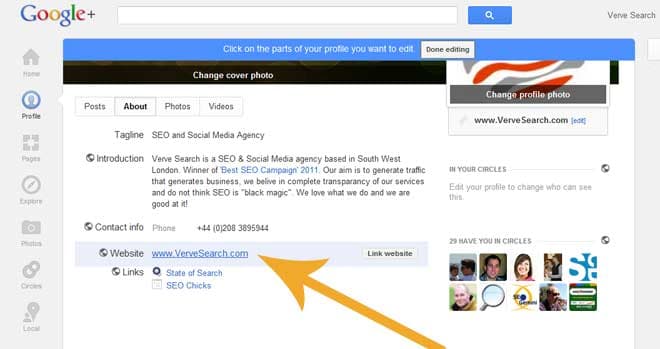 Google+
Verve Search
Click on the parts of your profile you want to edit. Done editing
Home
Profile
Pages
Explore
Photos
Circles
Local
Change cover photo
Change profile photo
www.VerveSearch.com [edit]
Posts About Photos Videos
Tagline SEO and Social Media Agency
Introduction Verve Search is a SEO & Social Media agency based in South West
London. Winner of 'Best SEO Campaign' 2011. Our aim is to generate traffic
that generates business, we belive in complete transparancy of our services
and do not think SEO is "black magic". We love what we do and we are
good at it!
Contact info Phone +44 (0)208 3895944
Website www.VerveSearch.com Link website
Links State of Search
SEO Chicks
IN YOUR CIRCLES
Edit your profile to change who can see
this.
29 HAVE YOU IN CIRCLES